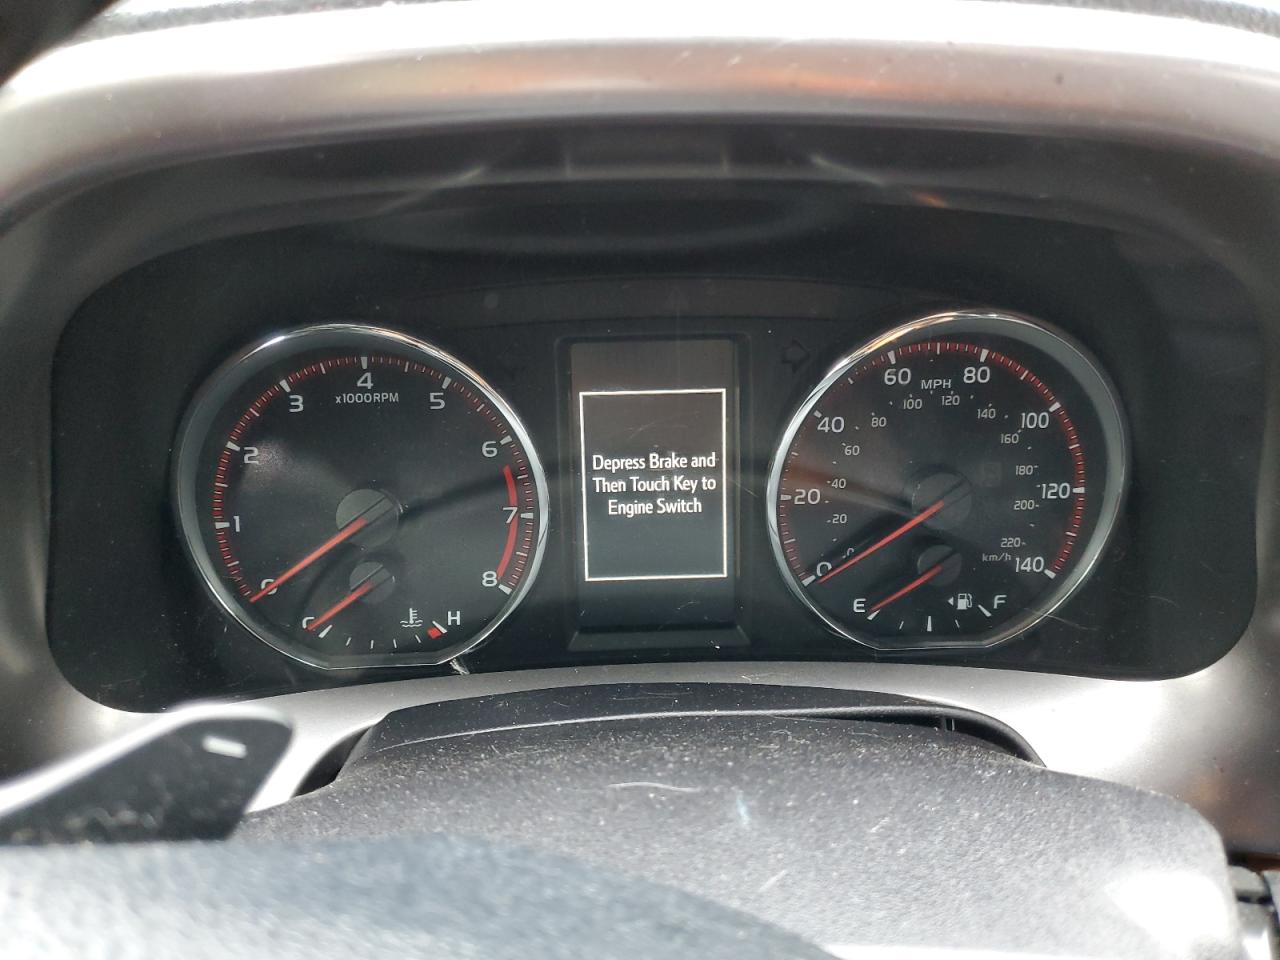 4
3
5
x1000RPM
2
6
1
7
0
8
C
H
Depress Brake and
Then Touch Key to
Engine Switch
60 MPH 80
100 120
40
80
140
100
60
160
40
180
20
120
20
200
0
0
220
km/h 140
E
F